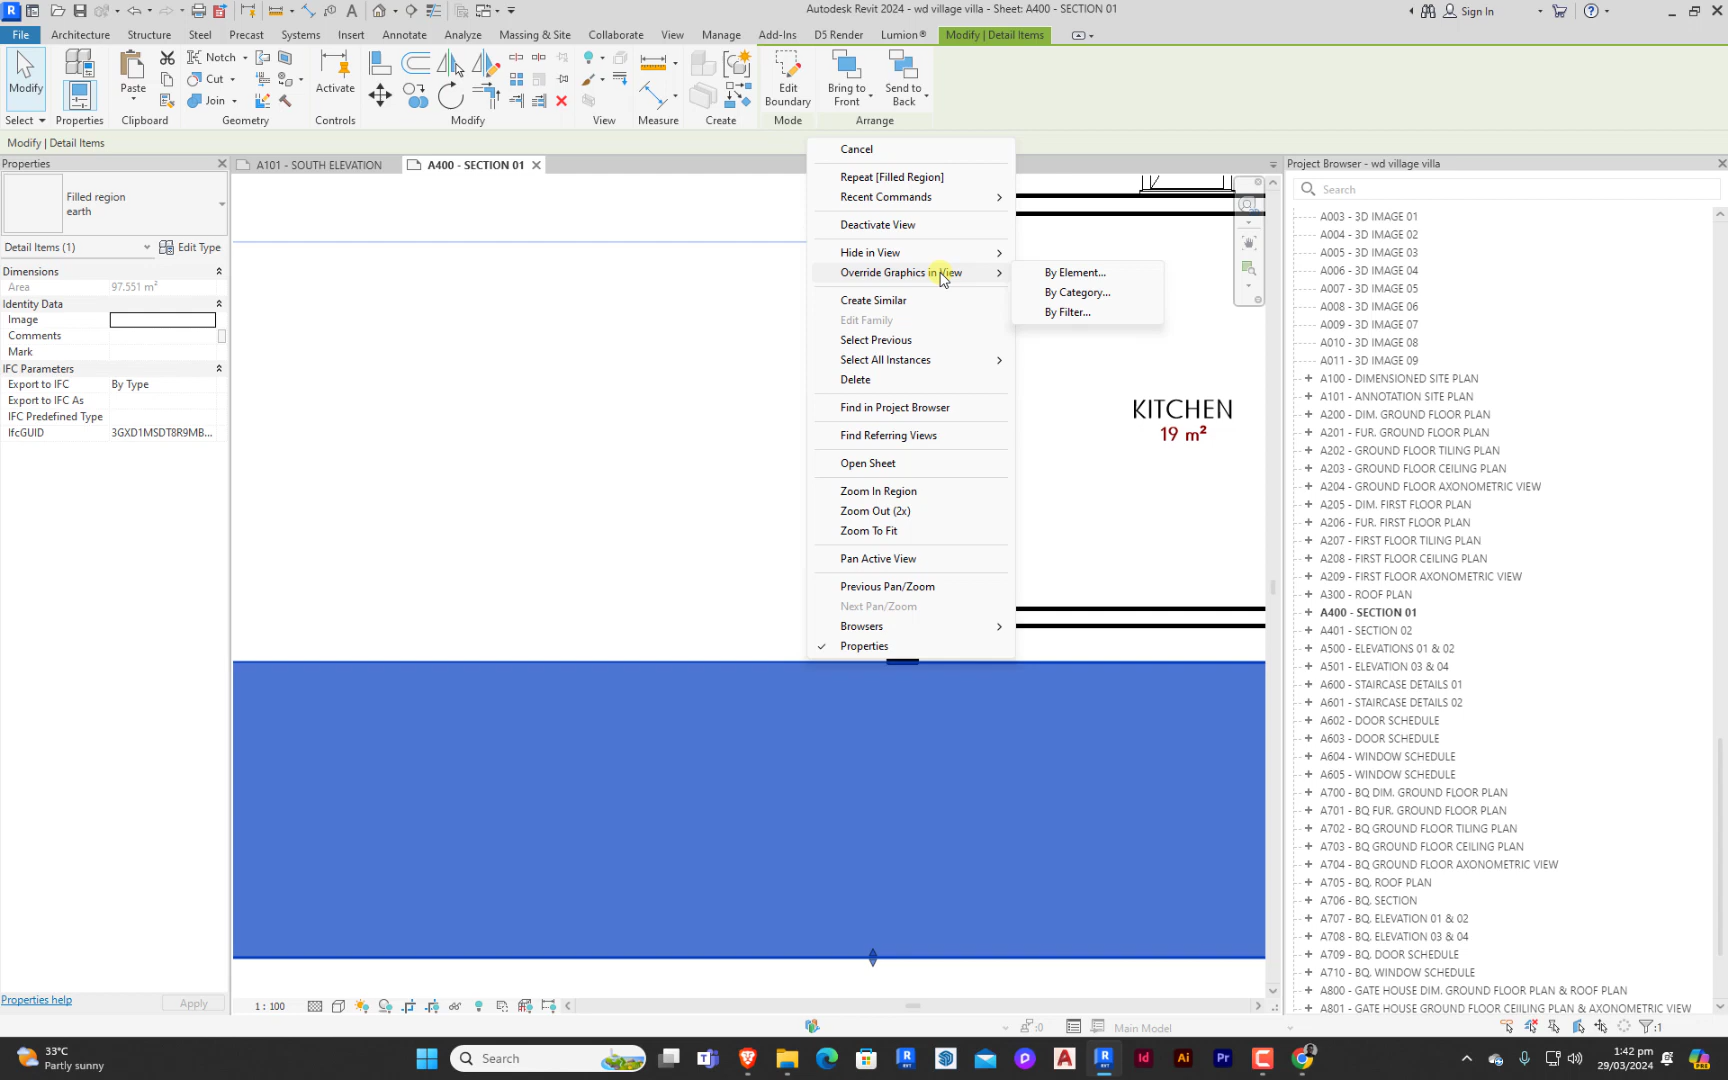 Autodesk Revit 2024 - wd village villa - Sheet: A400 - SECTION 01
Sign In
File Architecture Structure Steel Precast Systems Insert Annotate Analyze Massing & Site Collaborate View Manage Add-Ins D5 Render Lumion® Modify | Detail Items
Modify
Paste
Notch
Cut
Join
Activate
Edit Boundary
Bring to Front
Send to Back
Select Properties Clipboard Geometry Controls Modify View Measure Create Mode Arrange
Modify | Detail Items
Properties
Filled region
earth
Detail Items (1)
Edit Type
Dimensions
Area 97.551 m²
Identity Data
Image
Comments
Mark
IFC Parameters
Export to IFC By Type
Export to IFC As
IFC Predefined Type
IfcGUID 3GXD1MSDT8R9MB...
Properties help
Apply
A101 - SOUTH ELEVATION
A400 - SECTION 01
Cancel
Repeat [Filled Region]
Recent Commands
Deactivate View
Hide in View
Override Graphics in View
Create Similar
Edit Family
Select Previous
Select All Instances
Delete
Find in Project Browser
Find Referring Views
Open Sheet
Zoom In Region
Zoom Out (2x)
Zoom To Fit
Pan Active View
Previous Pan/Zoom
Next Pan/Zoom
Browsers
Properties
By Element...
By Category...
By Filter...
KITCHEN
19 m²
1 : 100
Project Browser - wd village villa
Search
A003 - 3D IMAGE 01
A004 - 3D IMAGE 02
A005 - 3D IMAGE 03
A006 - 3D IMAGE 04
A007 - 3D IMAGE 05
A008 - 3D IMAGE 06
A009 - 3D IMAGE 07
A010 - 3D IMAGE 08
A011 - 3D IMAGE 09
A100 - DIMENSIONED SITE PLAN
A101 - ANNOTATION SITE PLAN
A200 - DIM. GROUND FLOOR PLAN
A201 - FUR. GROUND FLOOR PLAN
A202 - GROUND FLOOR TILING PLAN
A203 - GROUND FLOOR CEILING PLAN
A204 - GROUND FLOOR AXONOMETRIC VIEW
A205 - DIM. FIRST FLOOR PLAN
A206 - FUR. FIRST FLOOR PLAN
A207 - FIRST FLOOR TILING PLAN
A208 - FIRST FLOOR CEILING PLAN
A209 - FIRST FLOOR AXONOMETRIC VIEW
A300 - ROOF PLAN
A400 - SECTION 01
A401 - SECTION 02
A500 - ELEVATIONS 01 & 02
A501 - ELEVATION 03 & 04
A600 - STAIRCASE DETAILS 01
A601 - STAIRCASE DETAILS 02
A602 - DOOR SCHEDULE
A603 - DOOR SCHEDULE
A604 - WINDOW SCHEDULE
A605 - WINDOW SCHEDULE
A700 - BQ DIM. GROUND FLOOR PLAN
A701 - BQ FUR. GROUND FLOOR PLAN
A702 - BQ GROUND FLOOR TILING PLAN
A703 - BQ GROUND FLOOR CEILING PLAN
A704 - BQ GROUND FLOOR AXONOMETRIC VIEW
A705 - BQ. ROOF PLAN
A706 - BQ. SECTION
A707 - BQ. ELEVATION 01 & 02
A708 - BQ. ELEVATION 03 & 04
A709 - BQ. DOOR SCHEDULE
A710 - BQ. WINDOW SCHEDULE
A800 - GATE HOUSE DIM. GROUND FLOOR PLAN & ROOF PLAN
A801 - GATE HOUSE GROUND FLOOR CEIILING PLAN & AXONOMETRIC VIEW
:0
Main Model
:1
33°C
Partly sunny
Search
1:42 pm
29/03/2024